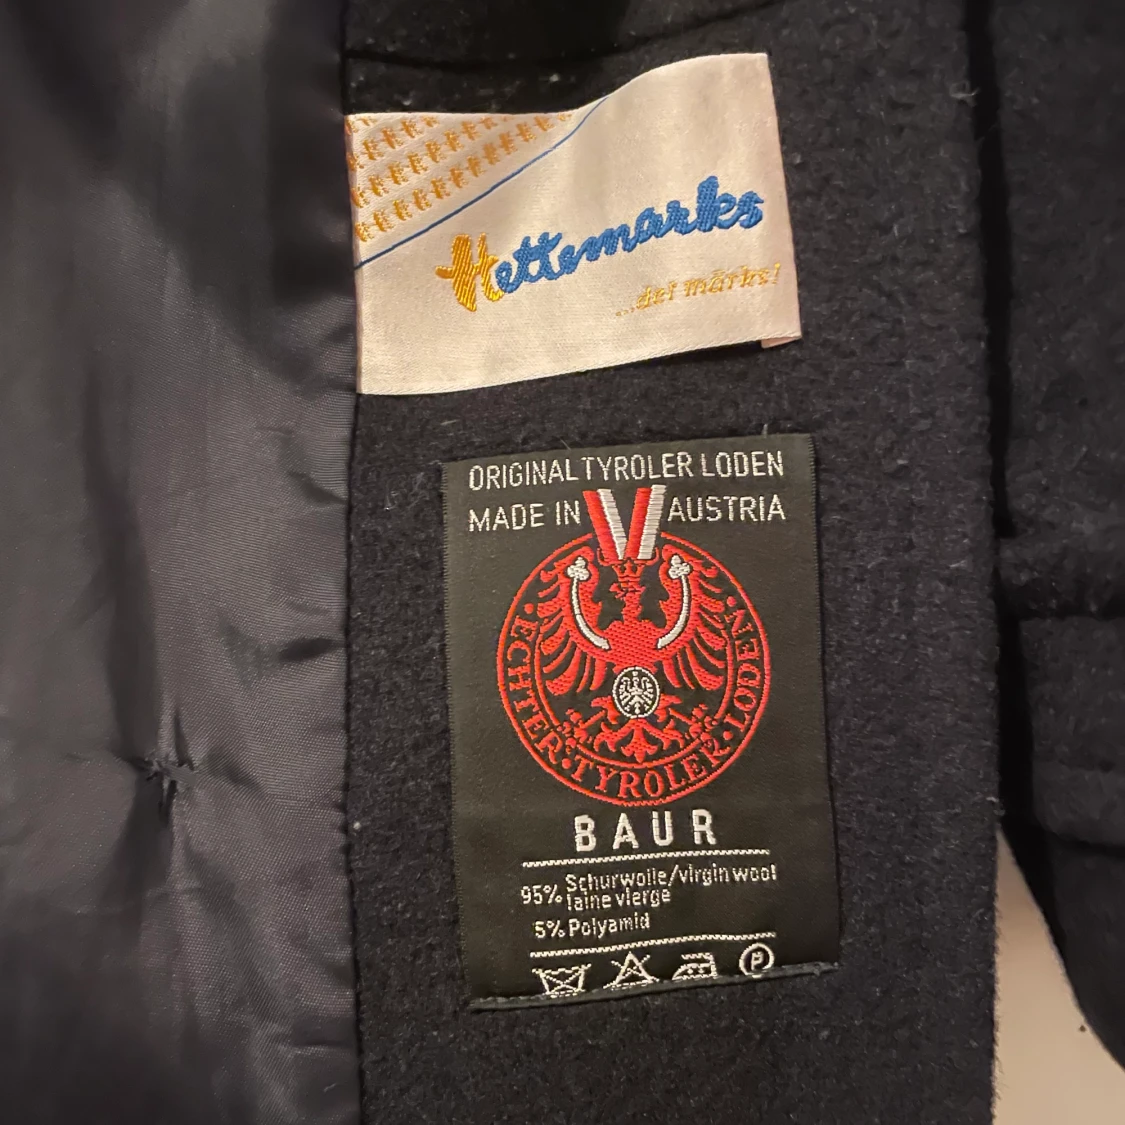 Hettemarks
...det märks!
ORIGINAL TYROLER LODEN
MADE IN AUSTRIA
·ECHTER·TYROLER·LODEN·
BAUR
95% Schurwolle/virgin wool
laine vierge
5% Polyamid
P